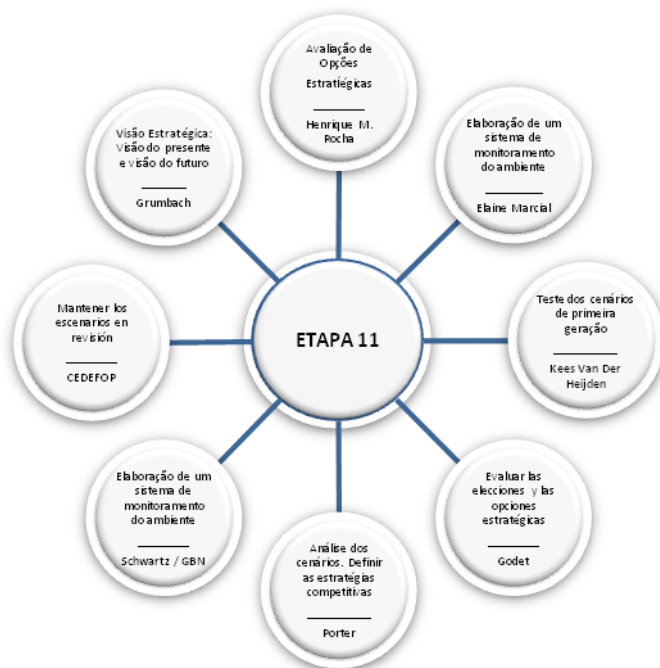 Avaliação de
Opções
Estratégicas
Henrique M.
Rocha
Elaboração de um
sistema de
monitoramento
do ambiente
Elaine Marcial
Teste dos cenários
de primeira
geração
Kees Van Der
Heijden
Evaluar las
elecciones y las
opciones
estratégicas
Godet
Análise dos
cenários. Definir
as estratégias
competitivas
Porter
Elaboração de um
sistema de
monitoramento
do ambiente
Schwartz / GBN
Mantener los
escenarios en
revisión
CEDEFOP
Visão Estratégica:
Visão do presente
e visão do futuro
Grumbach
ETAPA 11